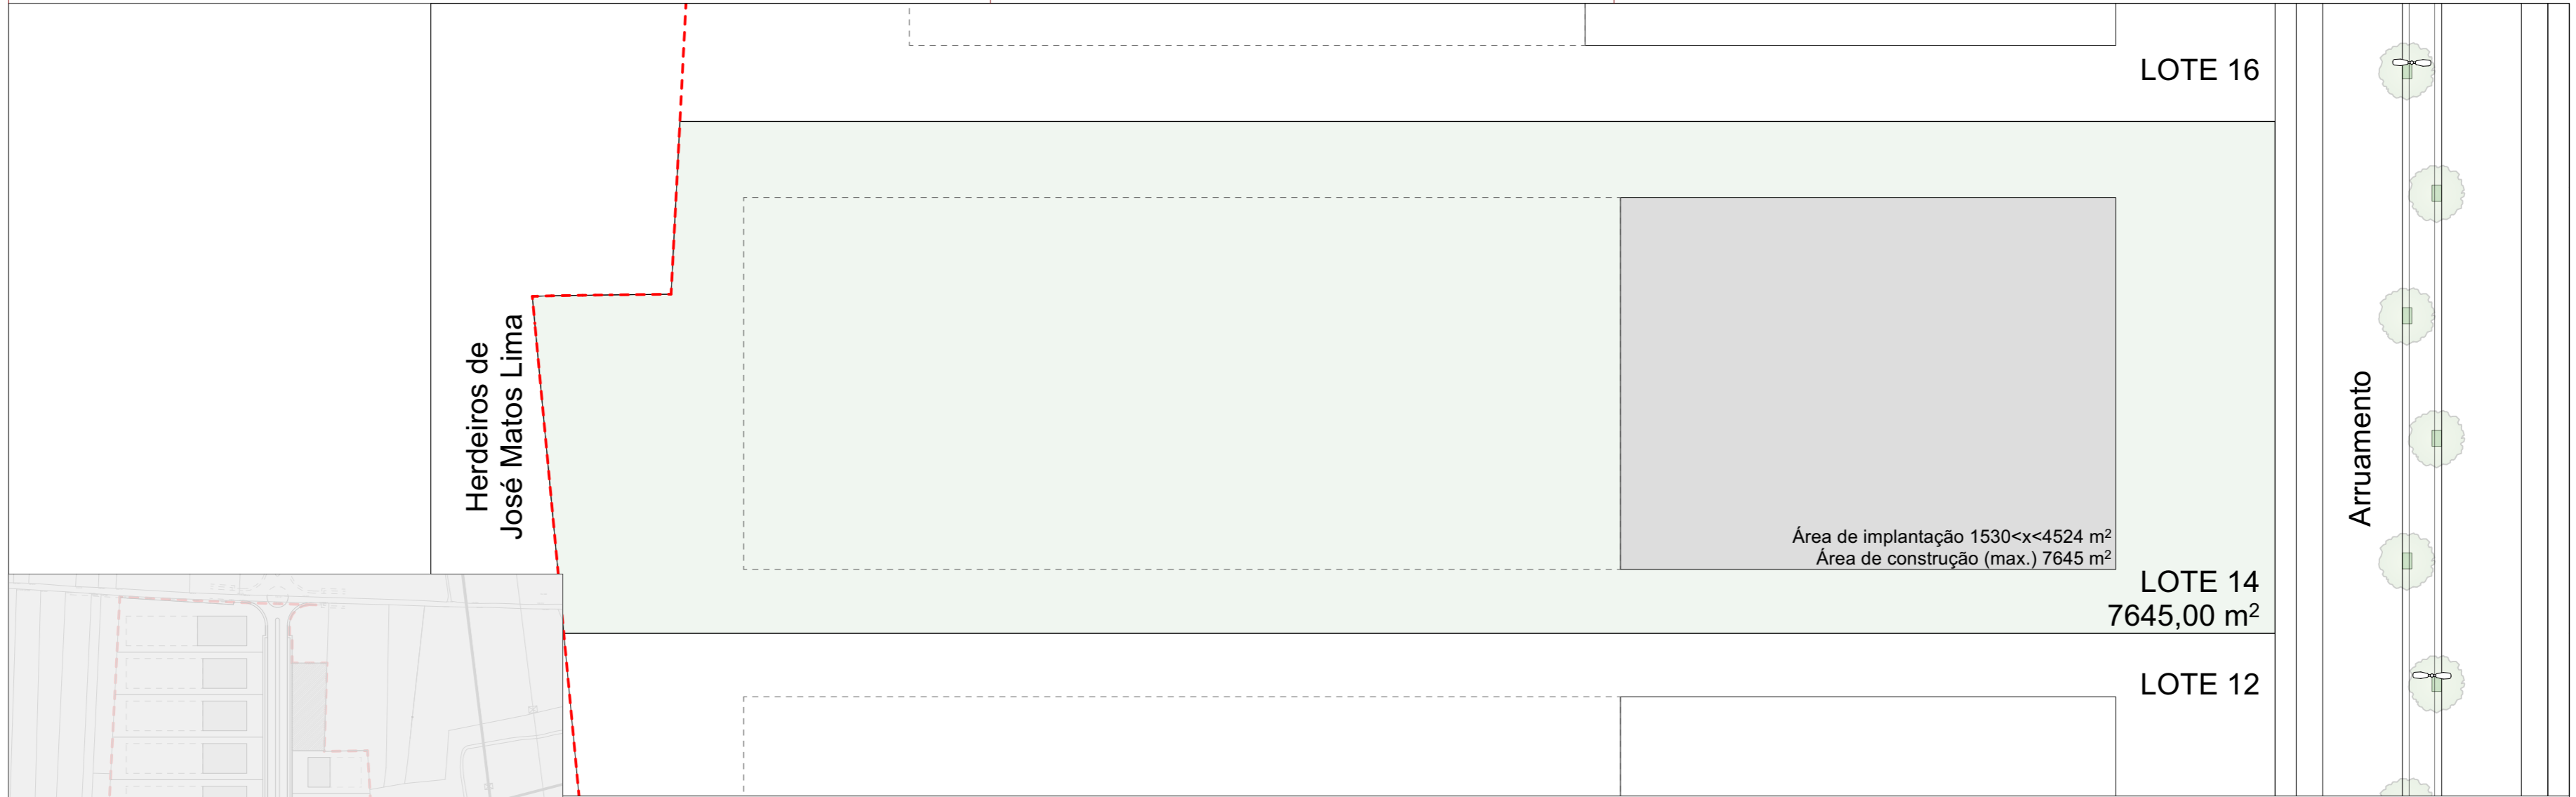 LOTE 16
Herdeiros de
José Matos Lima
Arruamento
Área de implantação 1530<x<4524 m²
Área de construção (max.) 7645 m²
LOTE 14
7645,00 m²
LOTE 12